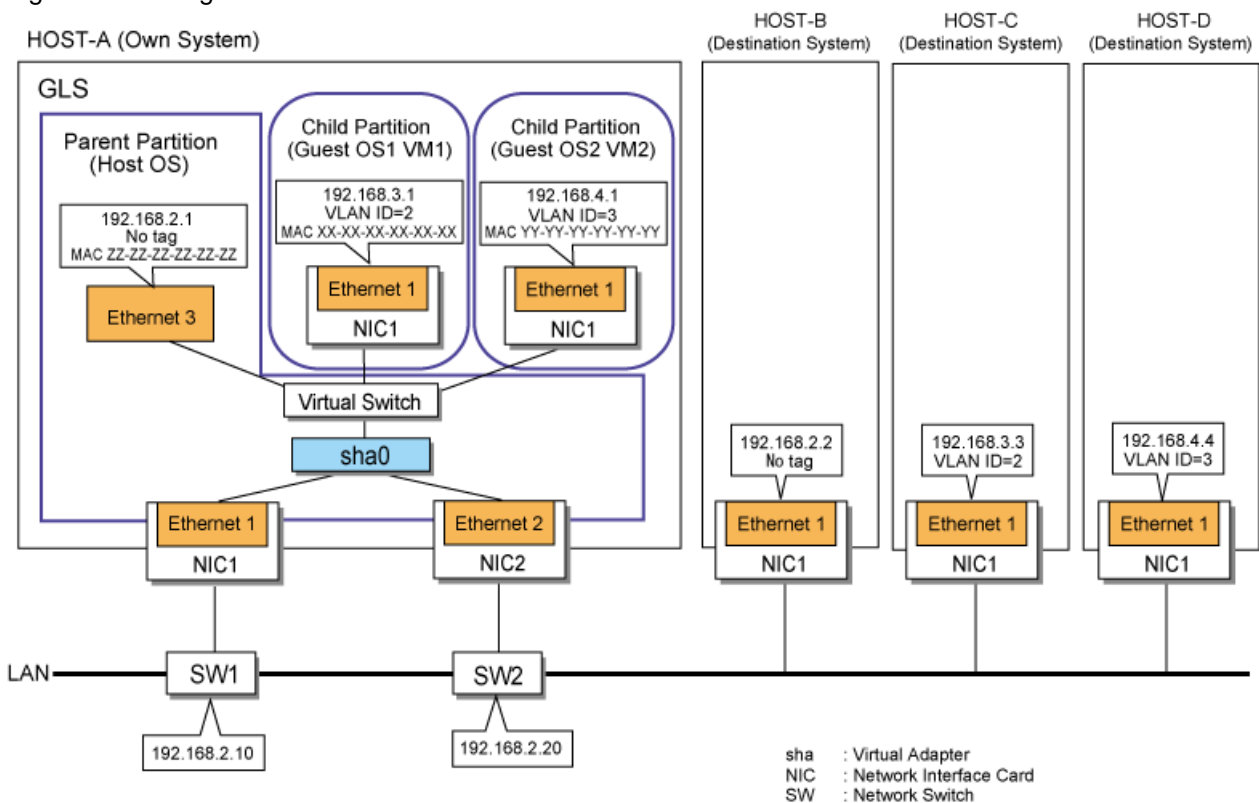 HOST-A (Own System)
HOST-B
(Destination System)
HOST-C
(Destination System)
HOST-D
(Destination System)
GLS
Parent Partition
(Host OS)
Child Partition
(Guest OS1 VM1)
Child Partition
(Guest OS2 VM2)
192.168.2.1
No tag
MAC ZZ-ZZ-ZZ-ZZ-ZZ-ZZ
192.168.3.1
VLAN ID=2
MAC XX-XX-XX-XX-XX-XX
192.168.4.1
VLAN ID=3
MAC YY-YY-YY-YY-YY-YY
Ethernet 3
Ethernet 1
NIC1
Ethernet 1
NIC1
Virtual Switch
sha0
192.168.2.2
No tag
192.168.3.3
VLAN ID=2
192.168.4.4
VLAN ID=3
Ethernet 1
NIC1
Ethernet 2
NIC2
Ethernet 1
NIC1
Ethernet 1
NIC1
Ethernet 1
NIC1
LAN
SW1
SW2
192.168.2.10
192.168.2.20
sha : Virtual Adapter
NIC : Network Interface Card
SW : Network Switch